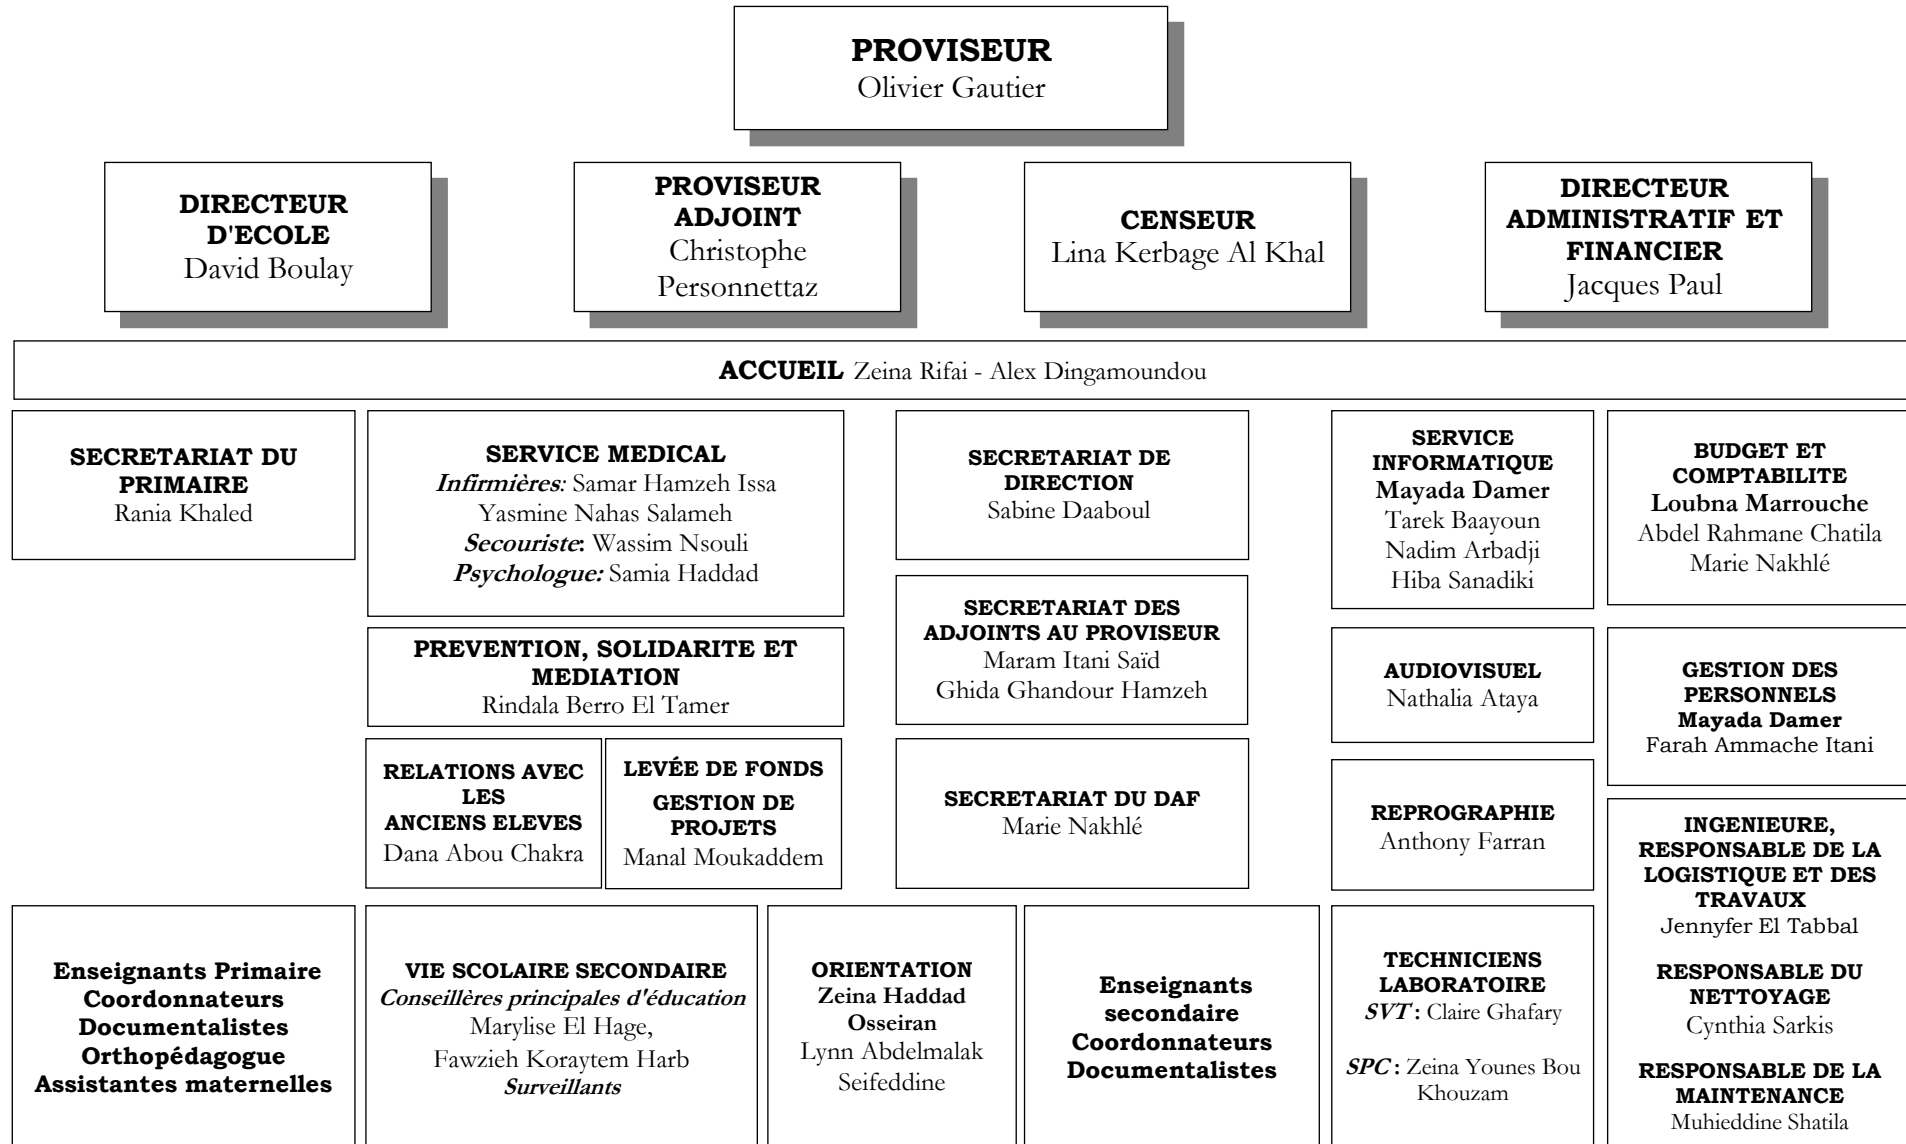 PROVISEUR
Olivier Gautier
DIRECTEUR
D'ECOLE
David Boulay
PROVISEUR
ADJOINT
Christophe
Personnettaz
CENSEUR
Lina Kerbage Al Khal
DIRECTEUR
ADMINISTRATIF ET
FINANCIER
Jacques Paul
ACCUEIL Zeina Rifai - Alex Dingamoundou
SECRETARIAT DU
PRIMAIRE
Rania Khaled
SERVICE MEDICAL
Infirmières: Samar Hamzeh Issa
Yasmine Nahas Salameh
Secouriste: Wassim Nsouli
Psychologue: Samia Haddad
PREVENTION, SOLIDARITE ET
MEDIATION
Rindala Berro El Tamer
RELATIONS AVEC
LES
ANCIENS ELEVES
Dana Abou Chakra
LEVÉE DE FONDS
GESTION DE
PROJETS
Manal Moukaddem
SECRETARIAT DE
DIRECTION
Sabine Daaboul
SECRETARIAT DES
ADJOINTS AU PROVISEUR
Maram Itani Saïd
Ghida Ghandour Hamzeh
SECRETARIAT DU DAF
Marie Nakhlé
SERVICE
INFORMATIQUE
Mayada Damer
Tarek Baayoun
Nadim Arbadji
Hiba Sanadiki
AUDIOVISUEL
Nathalia Ataya
REPROGRAPHIE
Anthony Farran
BUDGET ET
COMPTABILITE
Loubna Marrouche
Abdel Rahmane Chatila
Marie Nakhlé
GESTION DES
PERSONNELS
Mayada Damer
Farah Ammache Itani
INGENIEURE,
RESPONSABLE DE LA
LOGISTIQUE ET DES
TRAVAUX
Jennyfer El Tabbal
RESPONSABLE DU
NETTOYAGE
Cynthia Sarkis
RESPONSABLE DE LA
MAINTENANCE
Muhieddine Shatila
Enseignants Primaire
Coordonnateurs
Documentalistes
Orthopédagogue
Assistantes maternelles
VIE SCOLAIRE SECONDAIRE
Conseillères principales d'éducation
Marylise El Hage,
Fawzieh Koraytem Harb
Surveillants
ORIENTATION
Zeina Haddad
Osseiran
Lynn Abdelmalak
Seifeddine
Enseignants
secondaire
Coordonnateurs
Documentalistes
TECHNICIENS
LABORATOIRE
SVT : Claire Ghafary
SPC : Zeina Younes Bou
Khouzam